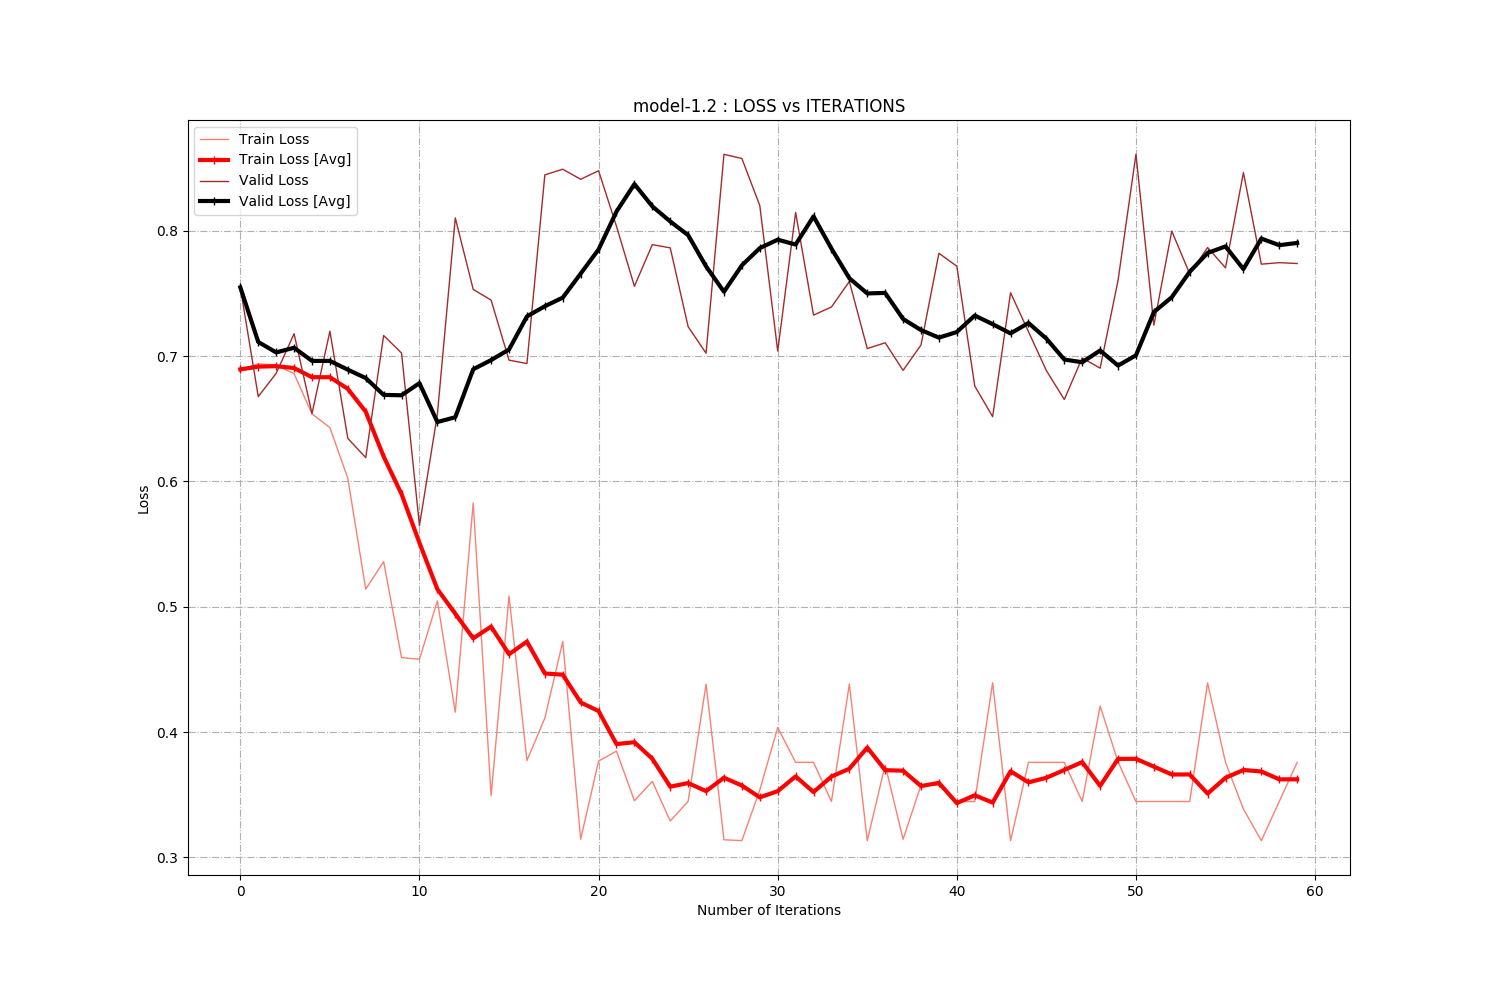 model-1.2 : LOSS vs ITERATIONS
Train Loss
Train Loss [Avg]
Valid Loss
Valid Loss [Avg]
0.8
0.7
0.6
0.5
0.4
0.3
Loss
0 10 20 30 40 50 60
Number of Iterations